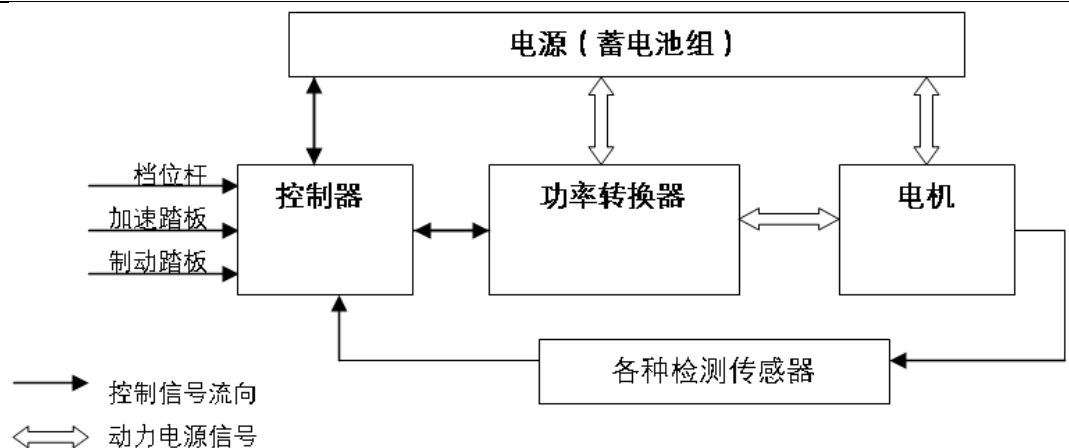 电源（蓄电池组）
档位杆
加速踏板
制动踏板
控制器
功率转换器
电机
各种检测传感器
控制信号流向
动力电源信号